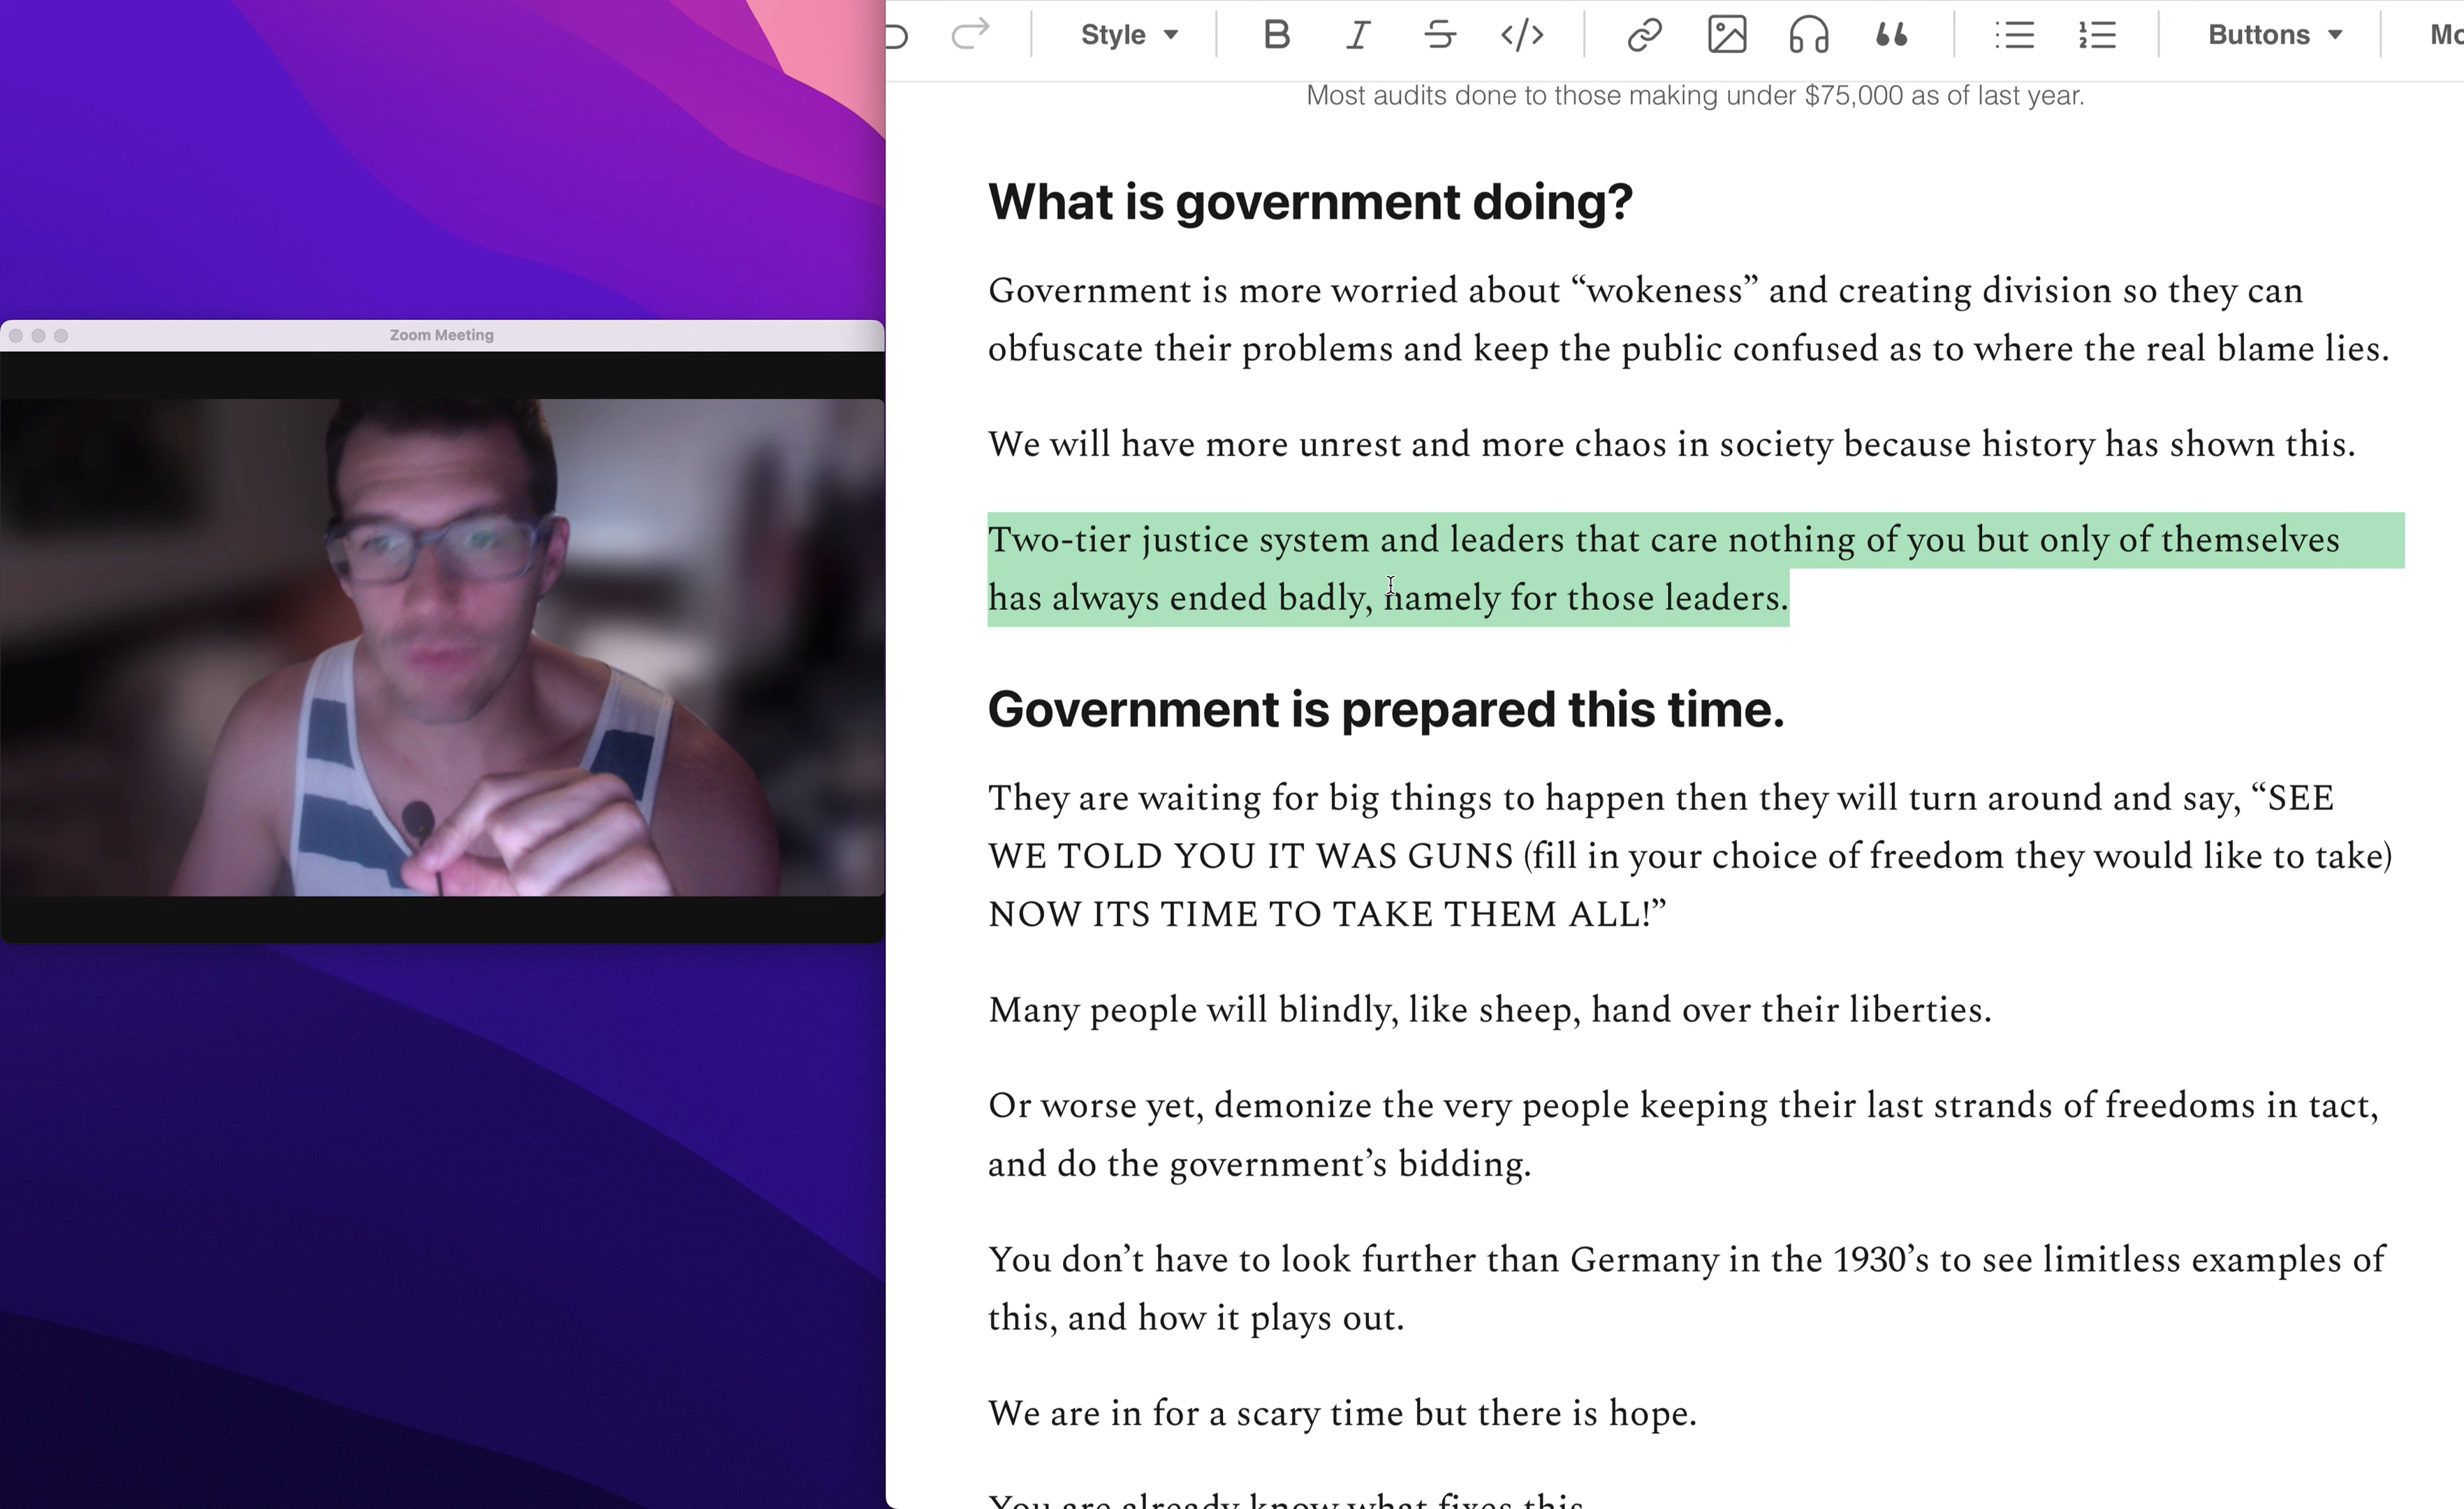 Style
Buttons
Most audits done to those making under $75,000 as of last year.
What is government doing?
Government is more worried about “wokeness” and creating division so they can
obfuscate their problems and keep the public confused as to where the real blame lies.
We will have more unrest and more chaos in society because history has shown this.
Zoom Meeting
Two-tier justice system and leaders that care nothing of you but only of themselves
has always ended badly, namely for those leaders.
Government is prepared this time.
They are waiting for big things to happen then they will turn around and say, “SEE
WE TOLD YOU IT WAS GUNS (fill in your choice of freedom they would like to take)
NOW ITS TIME TO TAKE THEM ALL!”
Many people will blindly, like sheep, hand over their liberties.
Or worse yet, demonize the very people keeping their last strands of freedoms in tact,
and do the government’s bidding.
You don’t have to look further than Germany in the 1930’s to see limitless examples of
this, and how it plays out.
We are in for a scary time but there is hope.
You are already know what fixes this